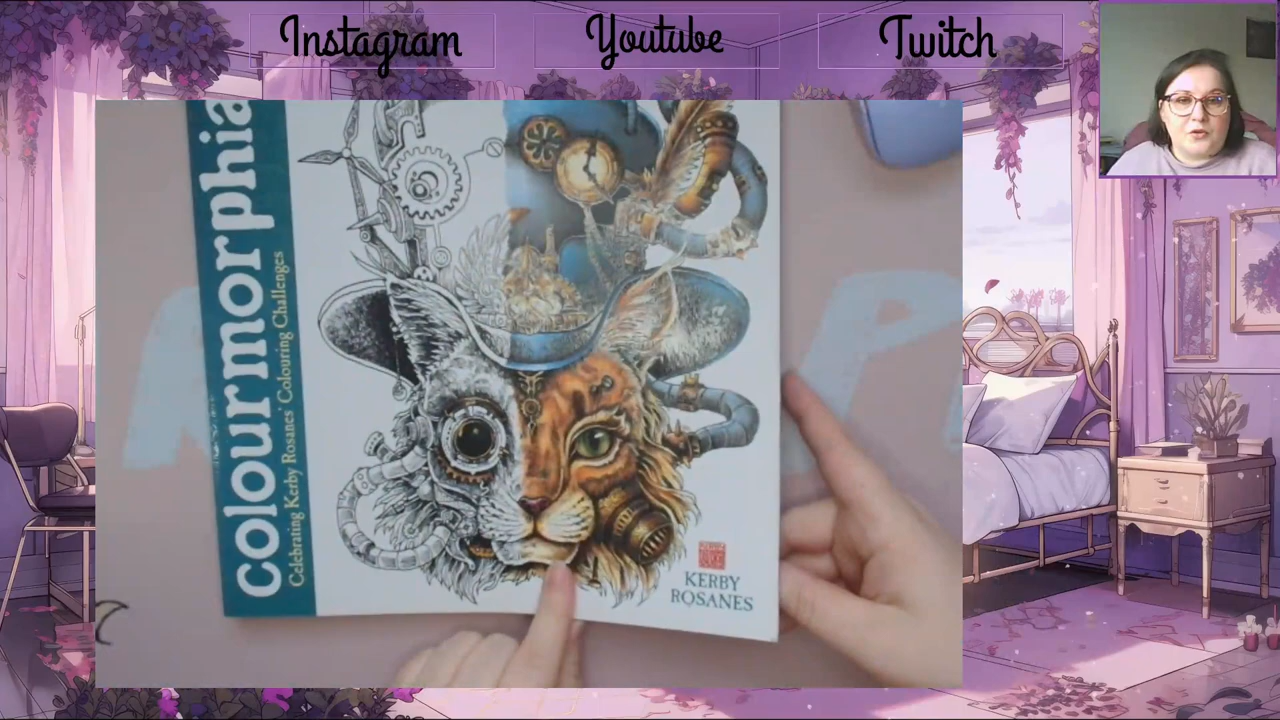 Instagram
Youtube
Twitch
Colourmorphia
Celebrating Kerby Rosanes' Colouring Challenges
KERBY
ROSANES